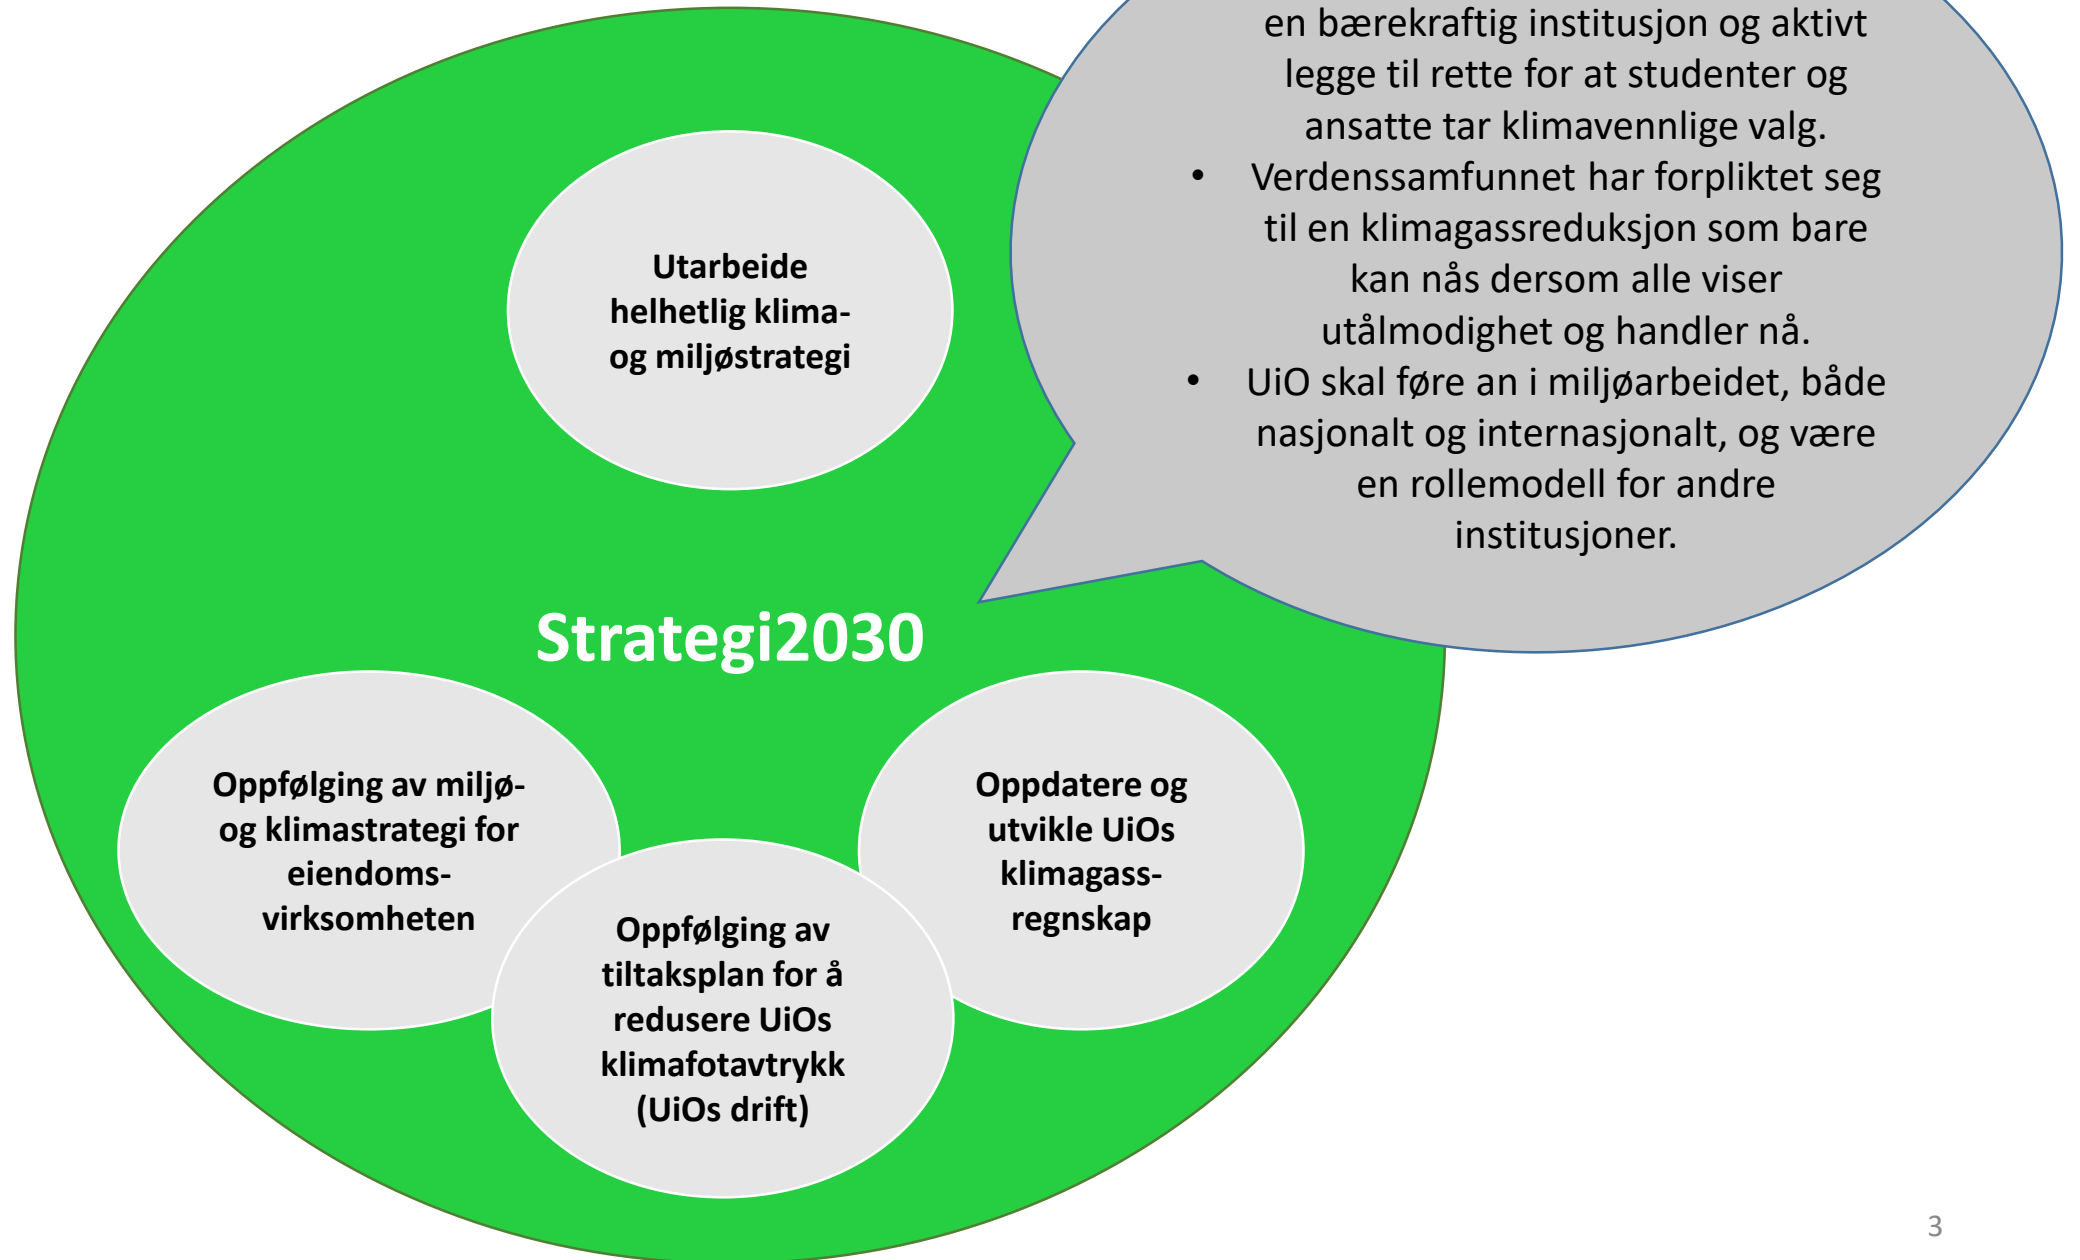 en bærekraftig institusjon og aktivt
legge til rette for at studenter og
ansatte tar klimavennlige valg.
• Verdenssamfunnet har forpliktet seg
til en klimagassreduksjon som bare
kan nås dersom alle viser
utålmodighet og handler nå.
• UiO skal føre an i miljøarbeidet, både
nasjonalt og internasjonalt, og være
en rollemodell for andre
institusjoner.
Utarbeide
helhetlig klima-
og miljøstrategi
Strategi2030
Oppfølging av miljø-
og klimastrategi for
eiendoms-
virksomheten
Oppfølging av
tiltaksplan for å
redusere UiOs
klimafotavtrykk
(UiOs drift)
Oppdatere og
utvikle UiOs
klimagass-
regnskap
3